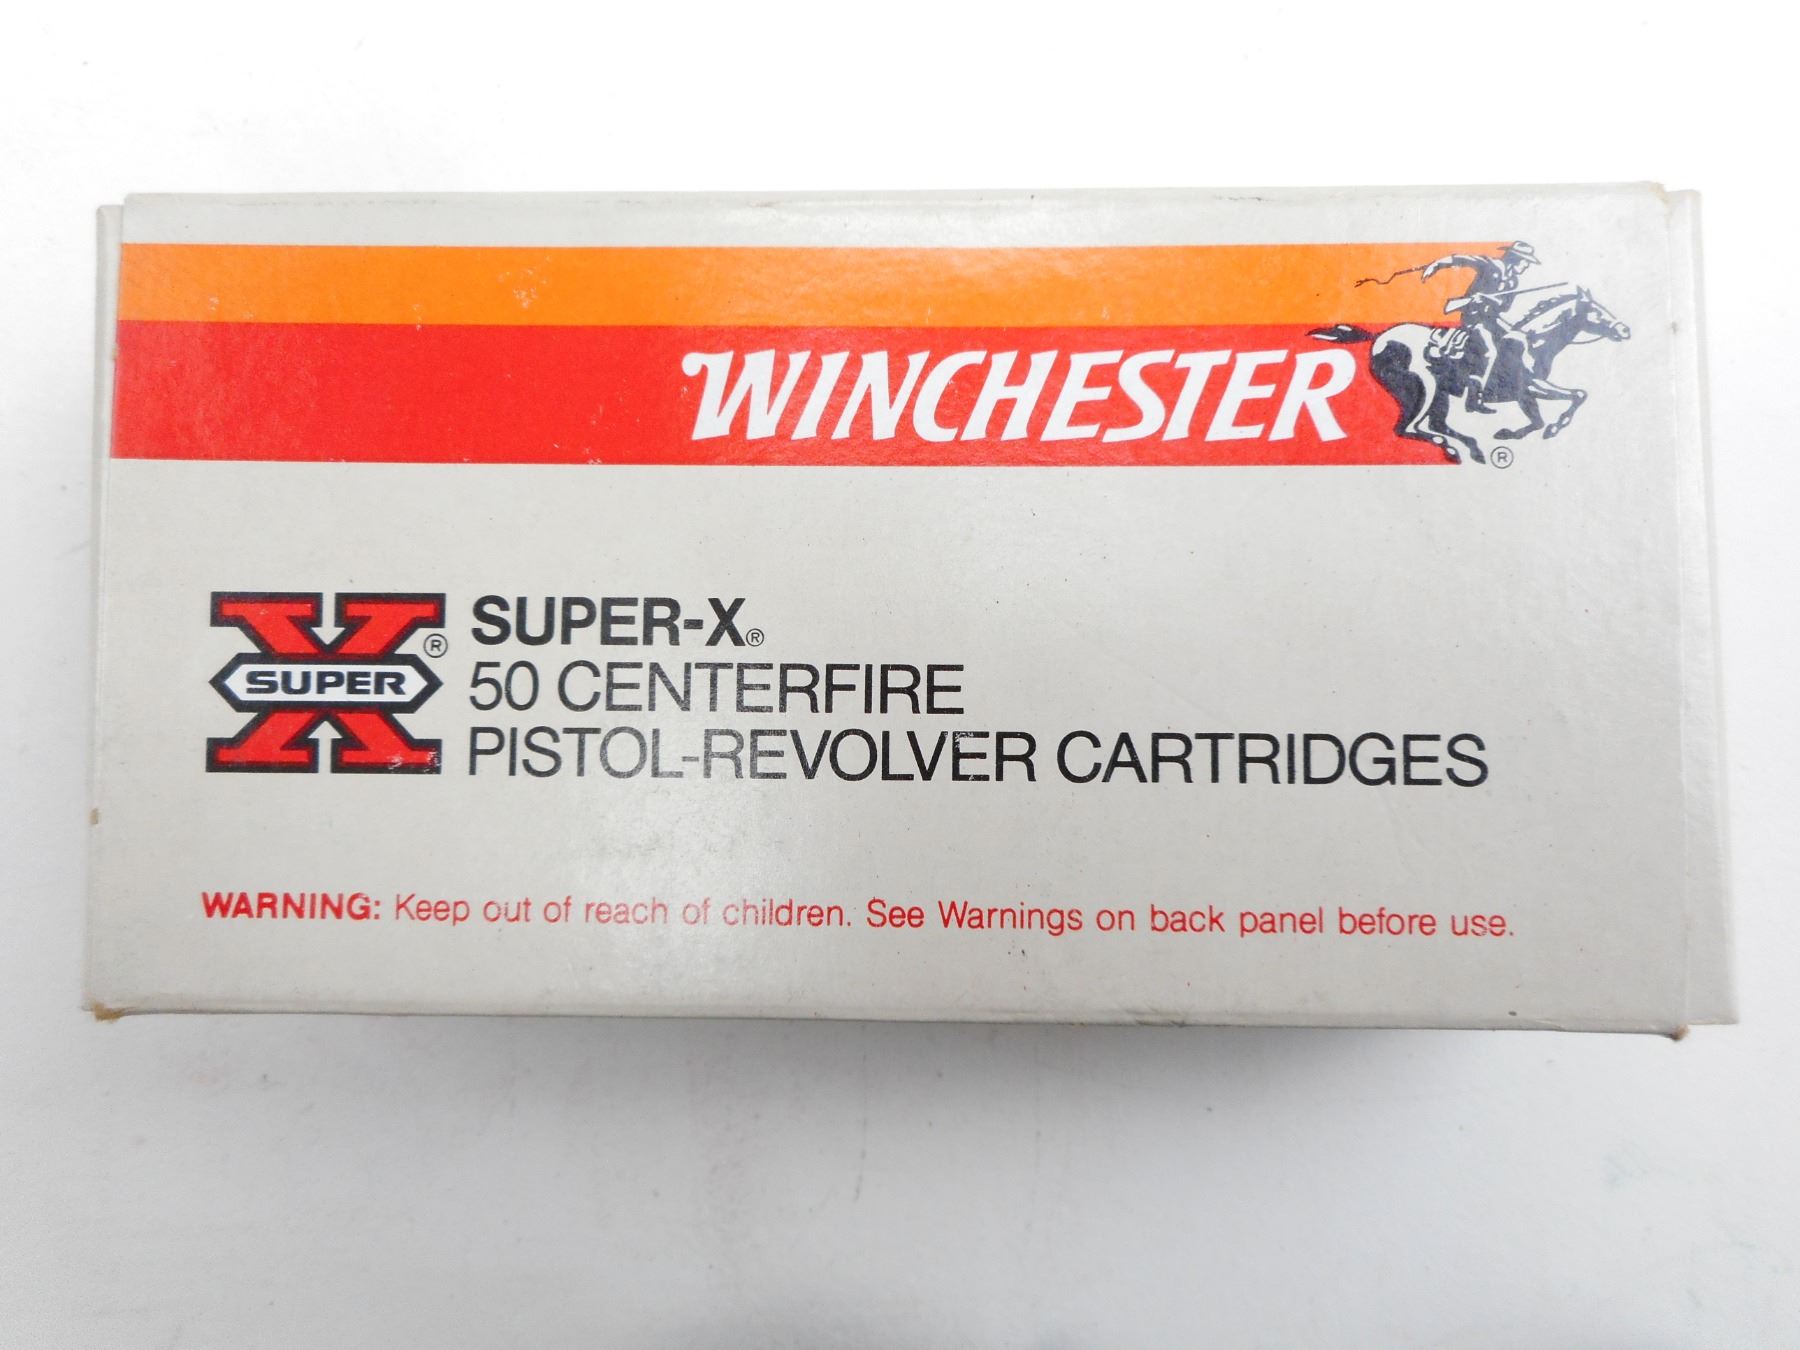 WINCHESTER
®
SUPER ®
SUPER-X®
50 CENTERFIRE
PISTOL-REVOLVER CARTRIDGES
WARNING: Keep out of reach of children. See Warnings on back panel before use.